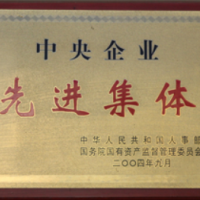 中央企业
先进集体
中华人民共和国人事部
国务院国有资产监督管理委员会
二〇〇四年九月